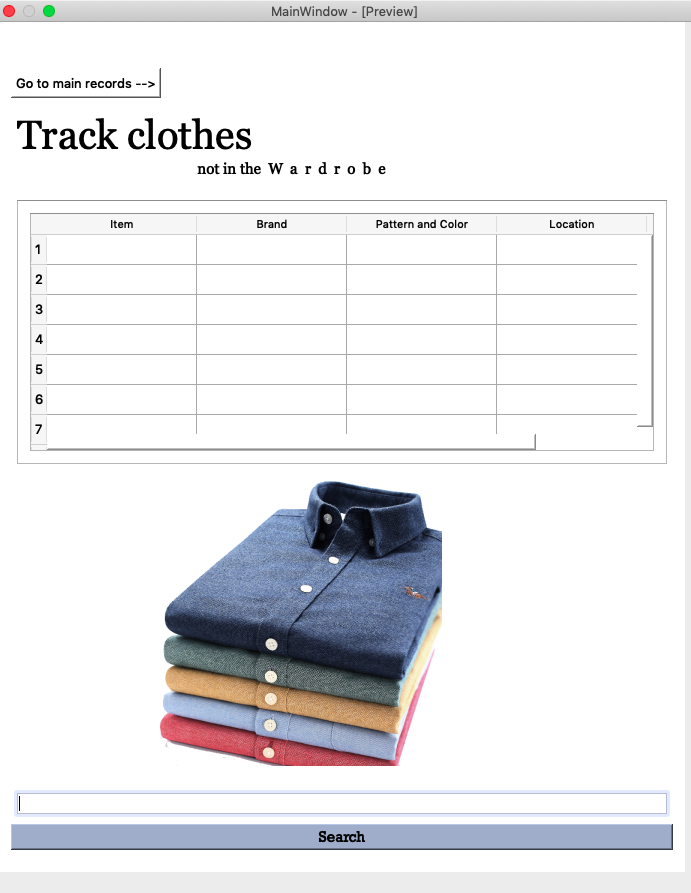 MainWindow - [Preview]
Go to main records -->
Track clothes
not in the W a r d r o b e
Item Brand Pattern and Color Location
1
2
3
4
5
6
7
Search